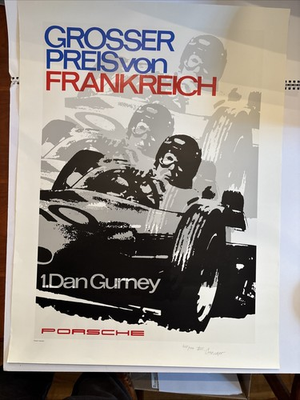 GROSSER
PREIS von
FRANKREICH
1.Dan Gurney
PORSCHE